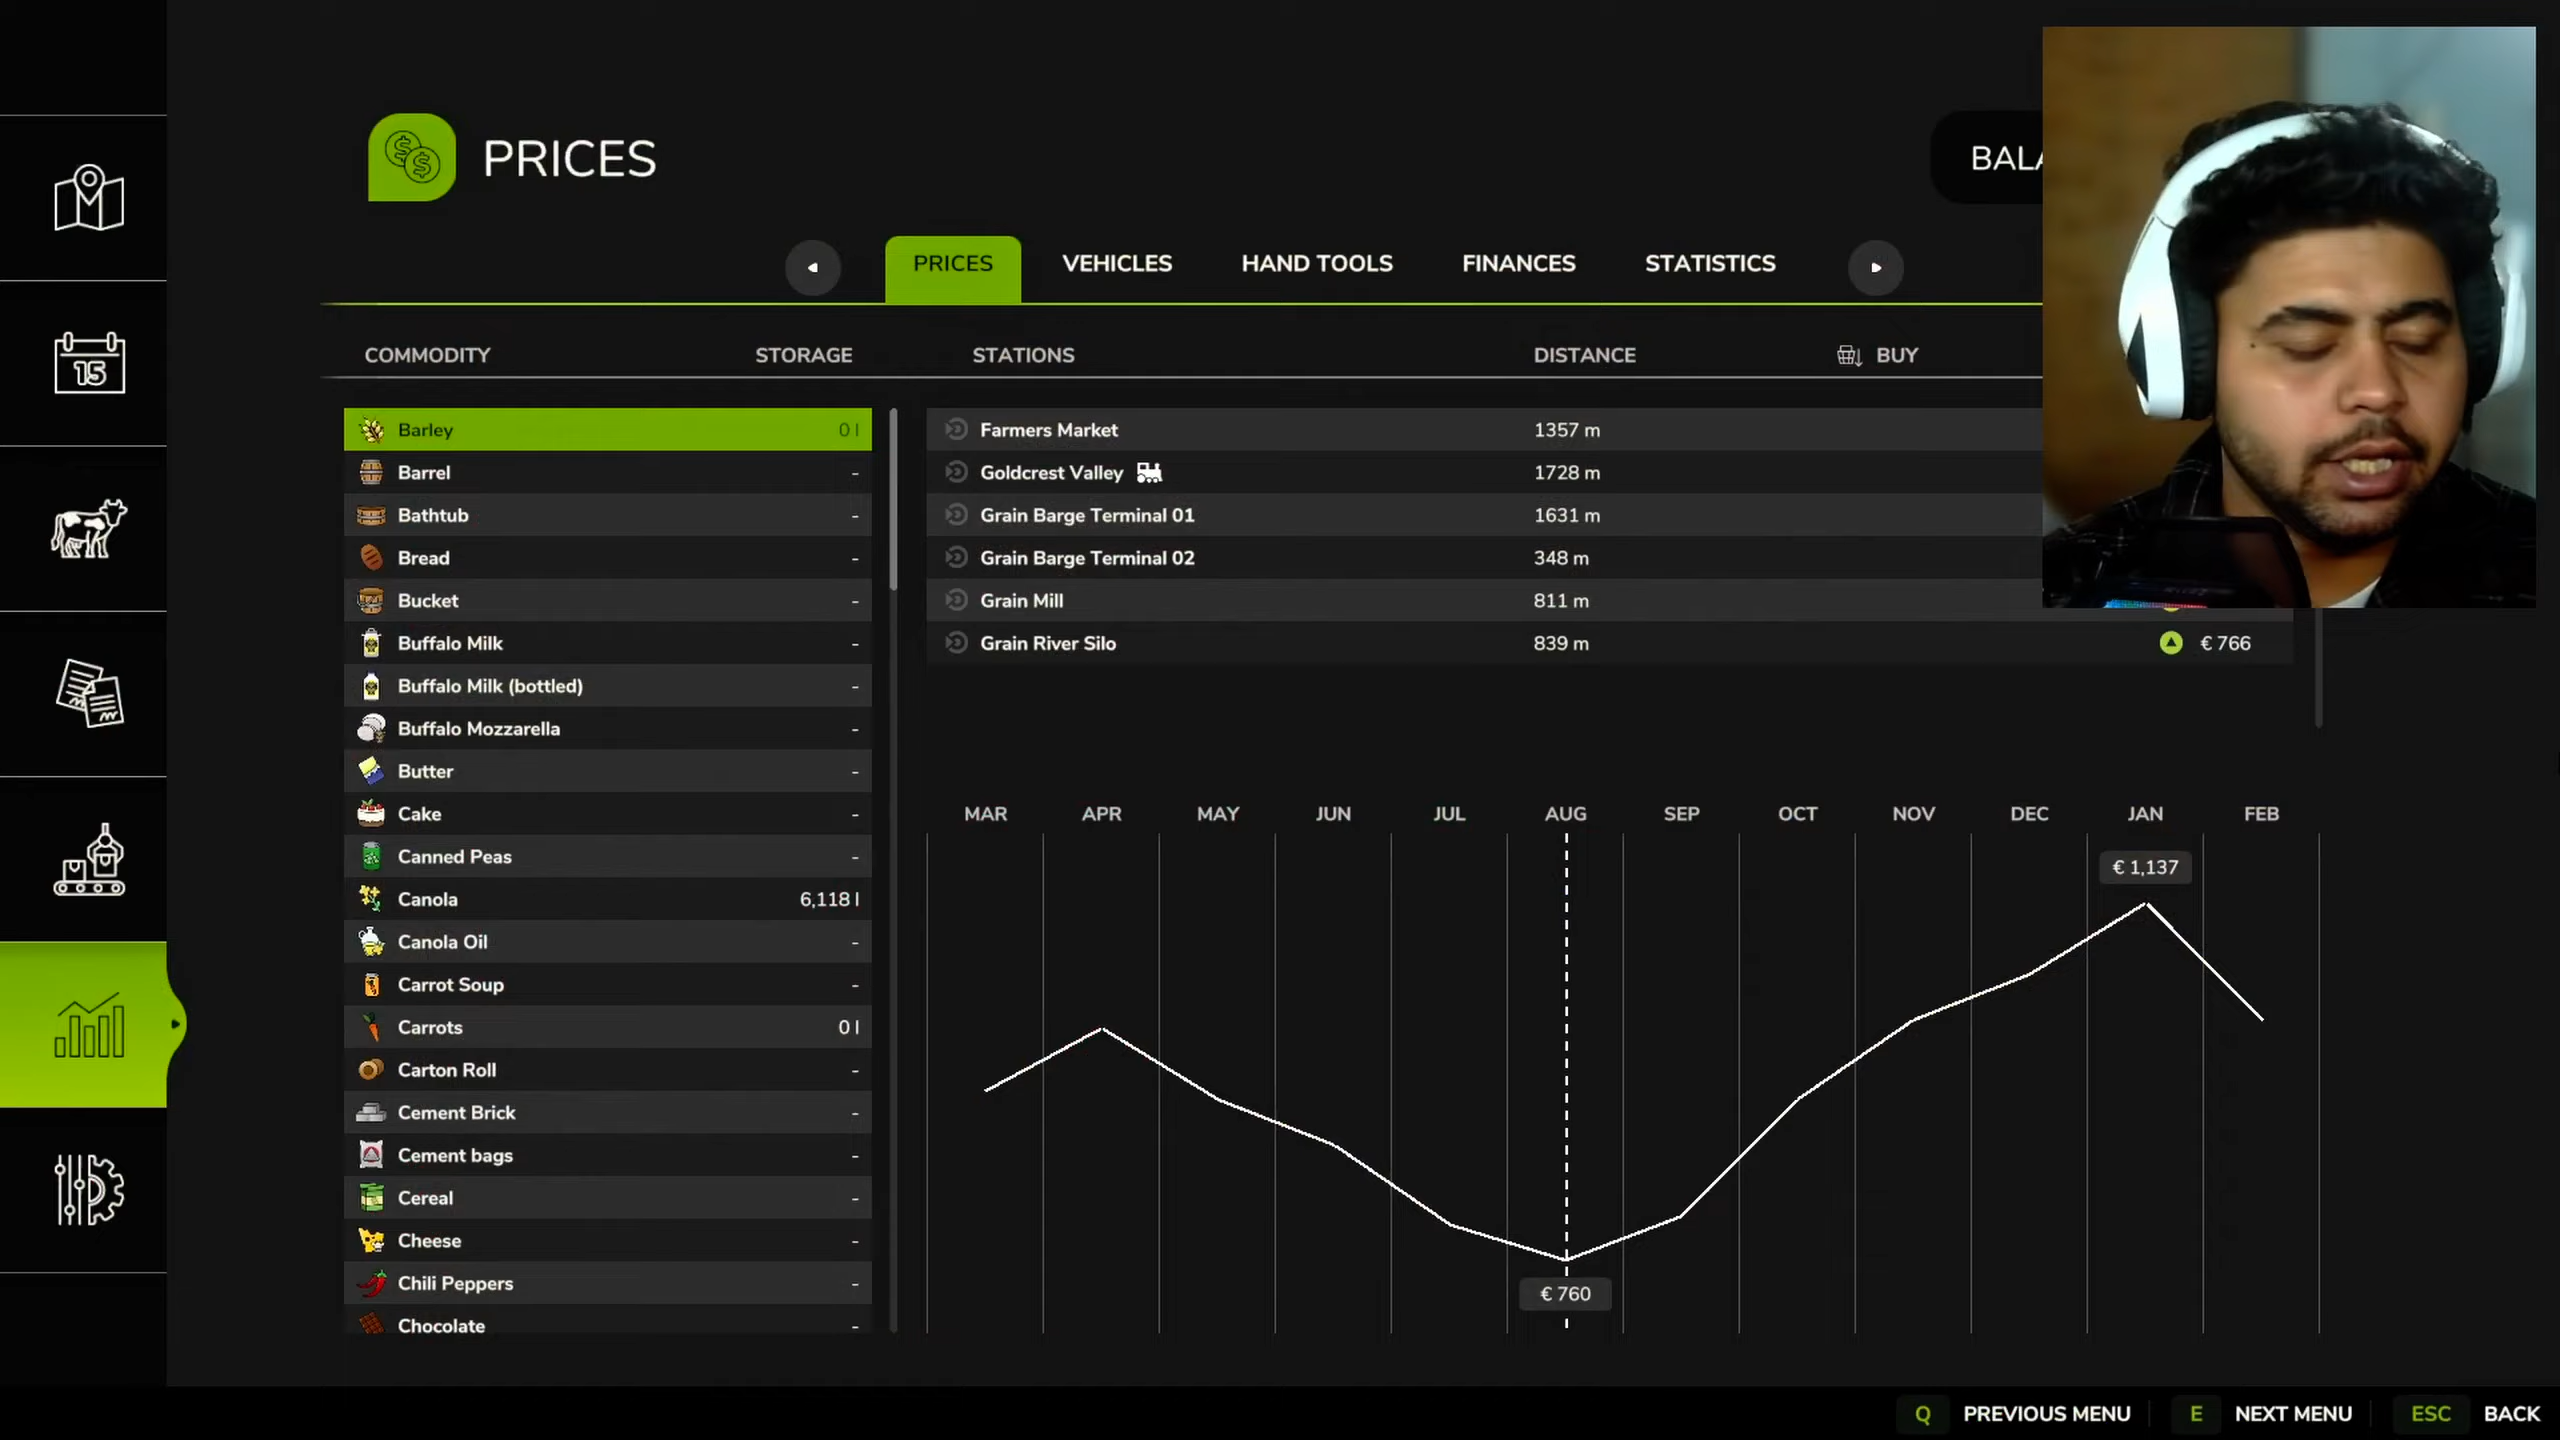 PRICES
BALA
PRICES VEHICLES HAND TOOLS FINANCES STATISTICS
COMMODITY STORAGE STATIONS DISTANCE BUY
15
Barley 0 l
Barrel -
Bathtub -
Bread -
Bucket -
Buffalo Milk -
Buffalo Milk (bottled) -
Buffalo Mozzarella -
Butter -
Cake -
Canned Peas -
Canola 6,118 l
Canola Oil -
Carrot Soup -
Carrots 0 l
Carton Roll -
Cement Brick -
Cement bags -
Cereal -
Cheese -
Chili Peppers -
Chocolate -
Farmers Market 1357 m
Goldcrest Valley 1728 m
Grain Barge Terminal 01 1631 m
Grain Barge Terminal 02 348 m
Grain Mill 811 m
Grain River Silo 839 m € 766
MAR APR MAY JUN JUL AUG SEP OCT NOV DEC JAN FEB
€ 1,137
€ 760
Q PREVIOUS MENU E NEXT MENU ESC BACK